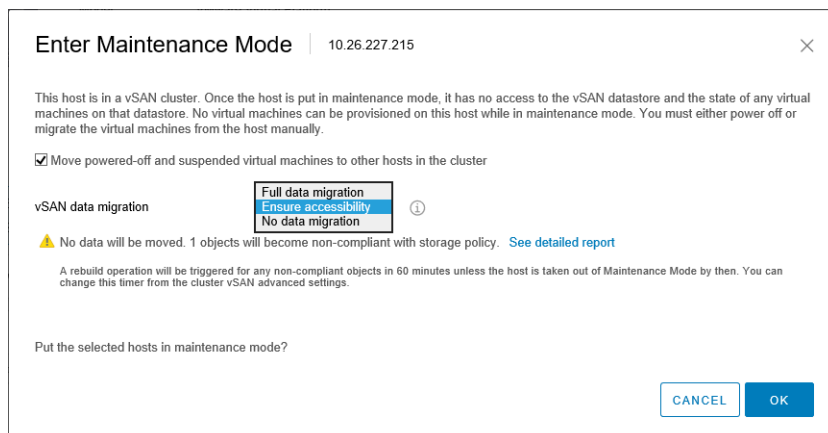 Enter Maintenance Mode 10.26.227.215
This host is in a vSAN cluster. Once the host is put in maintenance mode, it has no access to the vSAN datastore and the state of any virtual
machines on that datastore. No virtual machines can be provisioned on this host while in maintenance mode. You must either power off or
migrate the virtual machines from the host manually.
Move powered-off and suspended virtual machines to other hosts in the cluster
Full data migration
vSAN data migration Ensure accessibility
No data migration
No data will be moved. 1 objects will become non-compliant with storage policy. See detailed report
A rebuild operation will be triggered for any non-compliant objects in 60 minutes unless the host is taken out of Maintenance Mode by then. You can
change this timer from the cluster vSAN advanced settings.
Put the selected hosts in maintenance mode?
CANCEL OK